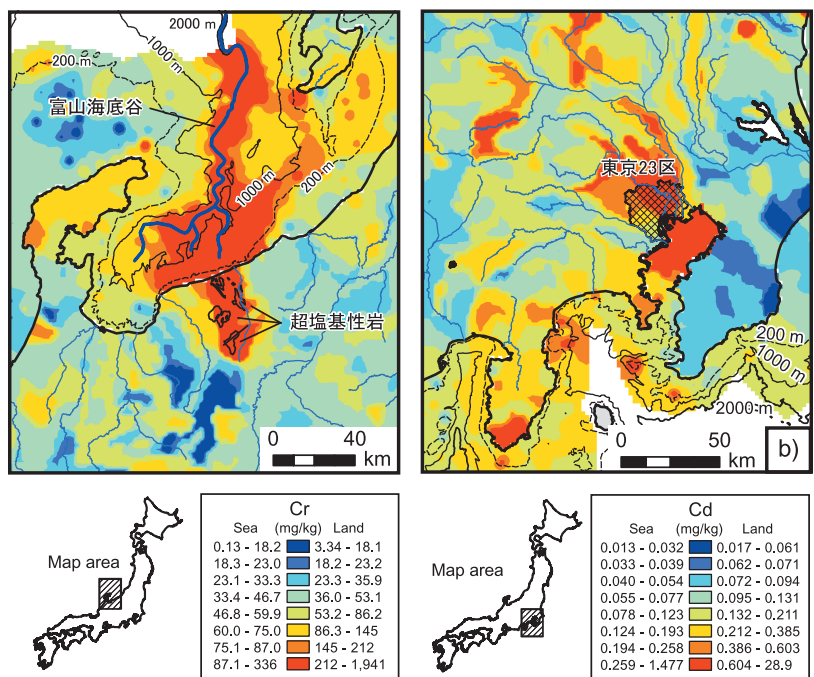 2000 m
1000 m
200 m
富山海底谷
1000 m
200 m
超塩基性岩
0 40
km
東京23区
200 m
1000 m
2000 m
0 50
km
b)
Map area
Cr
Sea (mg/kg) Land
0.13 - 18.2 3.34 - 18.1
18.3 - 23.0 18.2 - 23.2
23.1 - 33.3 23.3 - 35.9
33.4 - 46.7 36.0 - 53.1
46.8 - 59.9 53.2 - 86.2
60.0 - 75.0 86.3 - 145
75.1 - 87.0 145 - 212
87.1 - 336 212 - 1,941
Map area
Cd
Sea (mg/kg) Land
0.013 - 0.032 0.017 - 0.061
0.033 - 0.039 0.062 - 0.071
0.040 - 0.054 0.072 - 0.094
0.055 - 0.077 0.095 - 0.131
0.078 - 0.123 0.132 - 0.211
0.124 - 0.193 0.212 - 0.385
0.194 - 0.258 0.386 - 0.603
0.259 - 1.477 0.604 - 28.9